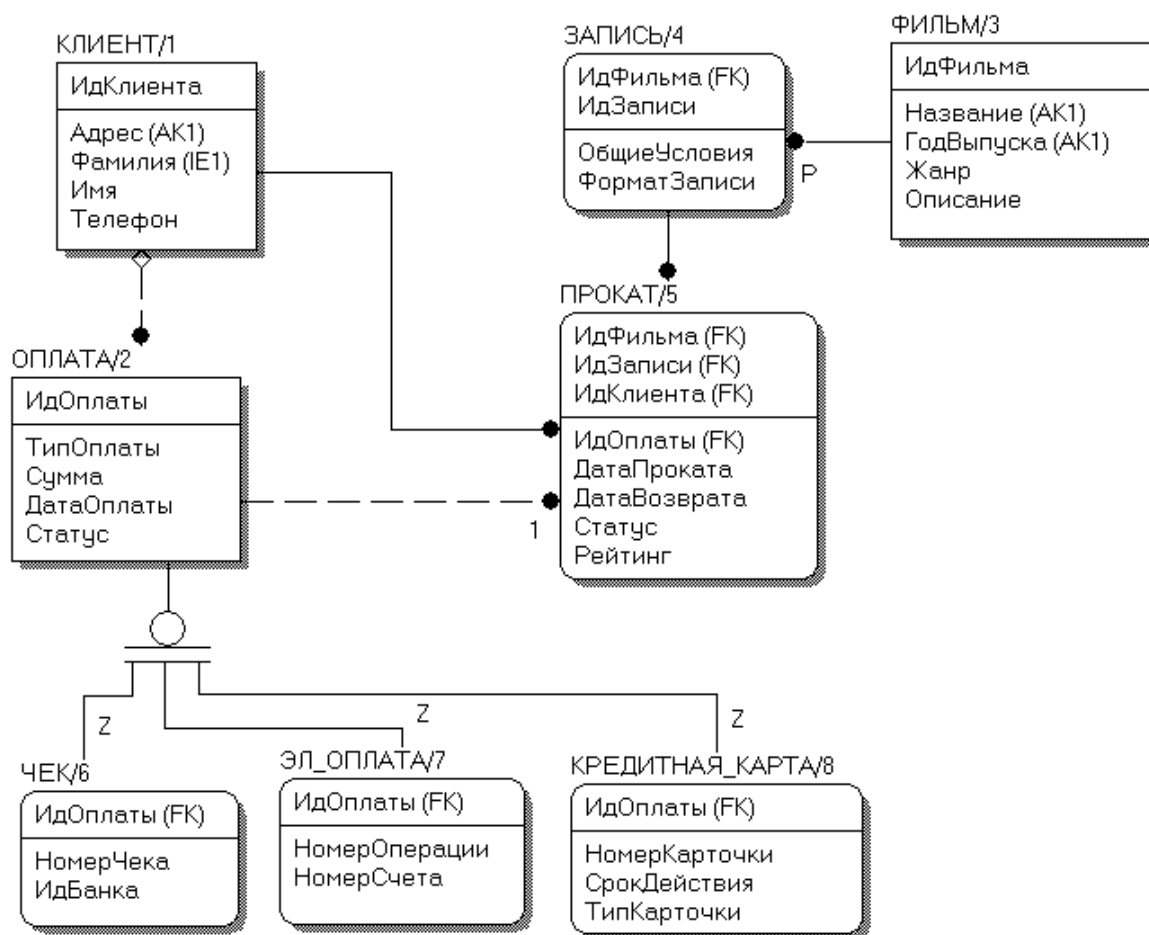 КЛИЕНТ/1
ИдКлиента
Адрес (AK1)
Фамилия (IE1)
Имя
Телефон
ЗАПИСЬ/4
ИдФильма (FK)
ИдЗаписи
ОбщиеУсловия
ФорматЗаписи
P
ФИЛЬМ/3
ИдФильма
Название (AK1)
ГодВыпуска (AK1)
Жанр
Описание
ОПЛАТА/2
ИдОплаты
ТипОплаты
Сумма
ДатаОплаты
Статус
1
ПРОКАТ/5
ИдФильма (FK)
ИдЗаписи (FK)
ИдКлиента (FK)
ИдОплаты (FK)
ДатаПроката
ДатаВозврата
Статус
Рейтинг
Z
Z
Z
ЧЕК/6
ИдОплаты (FK)
НомерЧека
ИдБанка
ЭЛ_ОПЛАТА/7
ИдОплаты (FK)
НомерОперации
НомерСчета
КРЕДИТНАЯ_КАРТА/8
ИдОплаты (FK)
НомерКарточки
СрокДействия
ТипКарточки